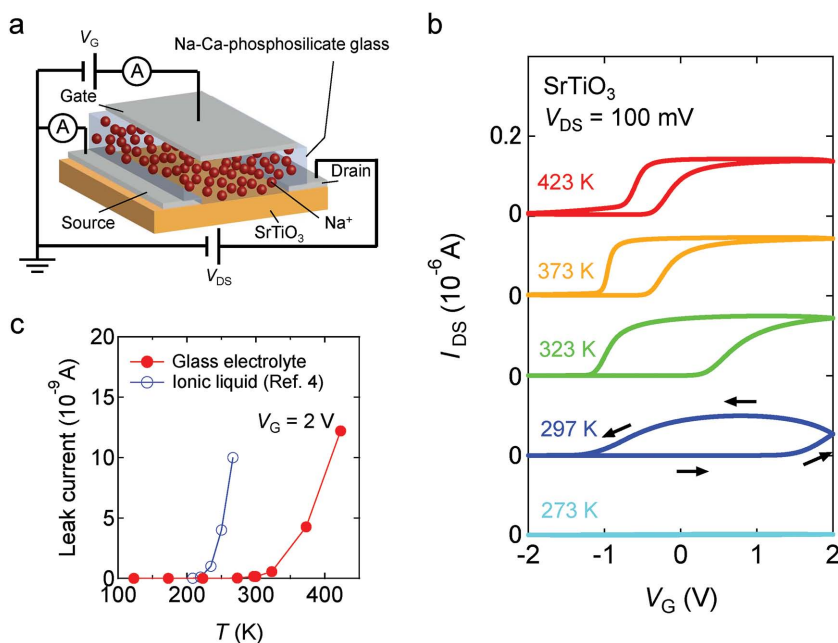 a
V_G
A
Na-Ca-phosphosilicate glass
Gate
A
Drain
Source
Na⁺
SrTiO₃
V_DS
b
SrTiO₃
V_DS = 100 mV
0.2
423 K
0
373 K
0
323 K
0
297 K
0
273 K
0
I_DS (10⁻⁶ A)
-2
-1
0
1
2
V_G (V)
c
20
15
10
5
0
Leak current (10⁻⁹ A)
Glass electrolyte
Ionic liquid (Ref. 4)
V_G = 2 V
100
200
300
400
T (K)